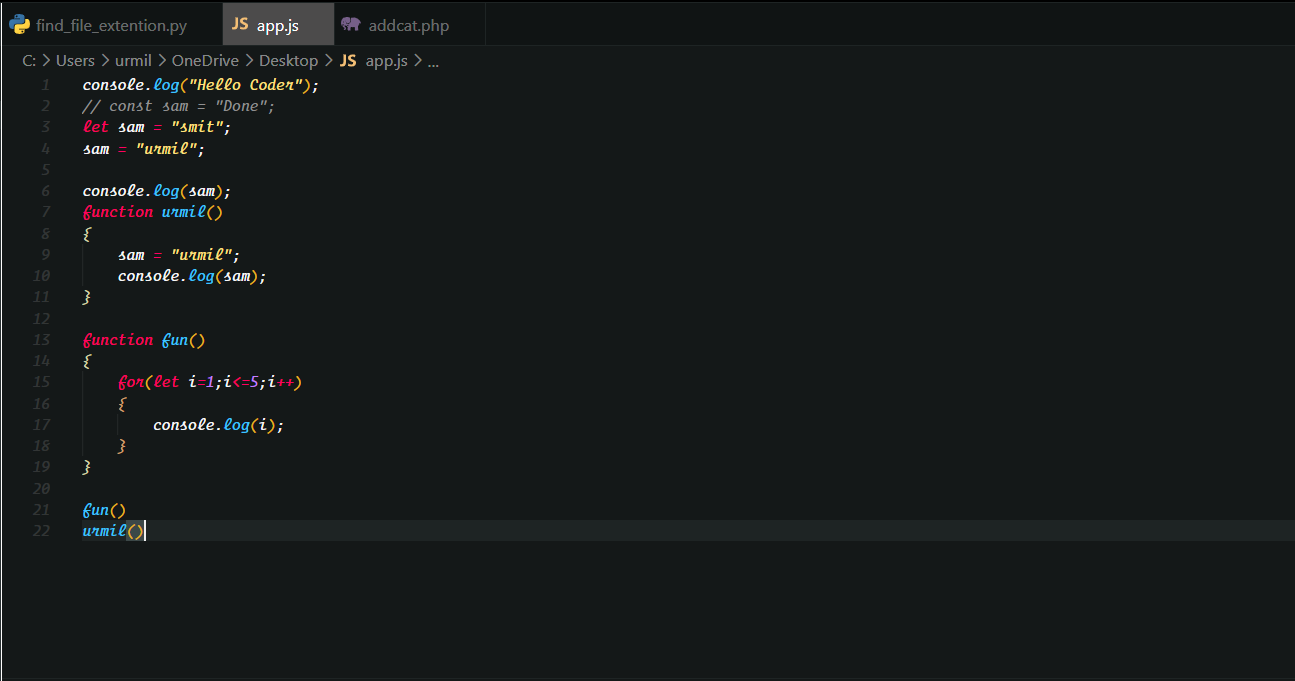 find_file_extention.py JS app.js addcat.php
C: > Users > urmil > OneDrive > Desktop > JS app.js > ...
1 console.log("Hello Coder");
2 // const sam = "Done";
3 let sam = "smit";
4 sam = "urmil";
5
6 console.log(sam);
7 function urmil()
8 {
9     sam = "urmil";
10     console.log(sam);
11 }
12
13 function fun()
14 {
15     for(let i=1;i<=5;i++)
16     {
17         console.log(i);
18     }
19 }
20
21 fun()
22 urmil()